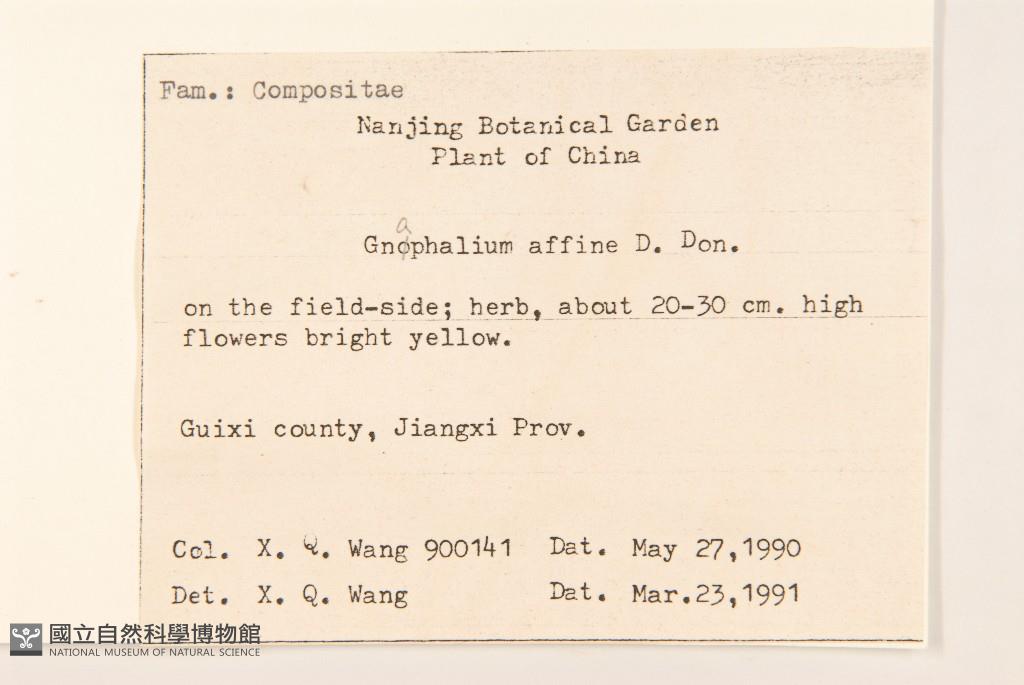 Fam.: Compositae
Nanjing Botanical Garden
Plant of China
Gnaphalium affine D. Don.
on the field-side; herb, about 20-30 cm. high
flowers bright yellow.
Guixi county, Jiangxi Prov.
Col. X. Q. Wang 900141 Dat. May 27,1990
Det. X. Q. Wang Dat. Mar.23,1991
國立自然科學博物館
NATIONAL MUSEUM OF NATURAL SCIENCE